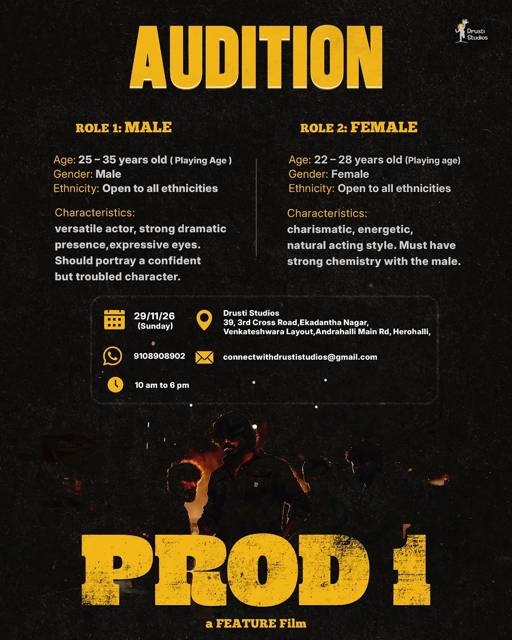 AUDITION
Drusti
Studios
ROLE 1: MALE
Age: 25 – 35 years old ( Playing Age )
Gender: Male
Ethnicity: Open to all ethnicities
Characteristics:
versatile actor, strong dramatic
presence,expressive eyes.
Should portray a confident
but troubled character.
ROLE 2: FEMALE
Age: 22 – 28 years old (Playing age)
Gender: Female
Ethnicity: Open to all ethnicities
Characteristics:
charismatic, energetic,
natural acting style. Must have
strong chemistry with the male.
29/11/26
(Sunday)
Drusti Studios
39, 3rd Cross Road,Ekadantha Nagar,
Venkateshwara Layout,Andrahalli Main Rd, Herohalli,
9108908902
connectwithdrustistudios@gmail.com
10 am to 6 pm
PROD 1
a FEATURE Film